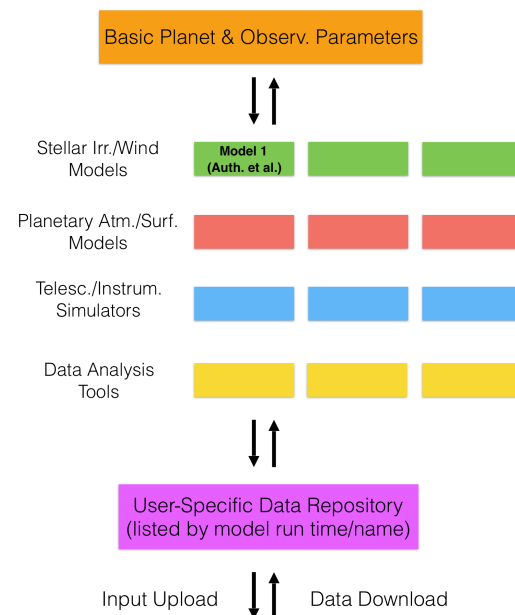 Basic Planet & Observ. Parameters
Stellar Irr./Wind
Models
Model 1
(Auth. et al.)
Planetary Atm./Surf.
Models
Telesc./Instrum.
Simulators
Data Analysis
Tools
User-Specific Data Repository
(listed by model run time/name)
Input Upload
Data Download